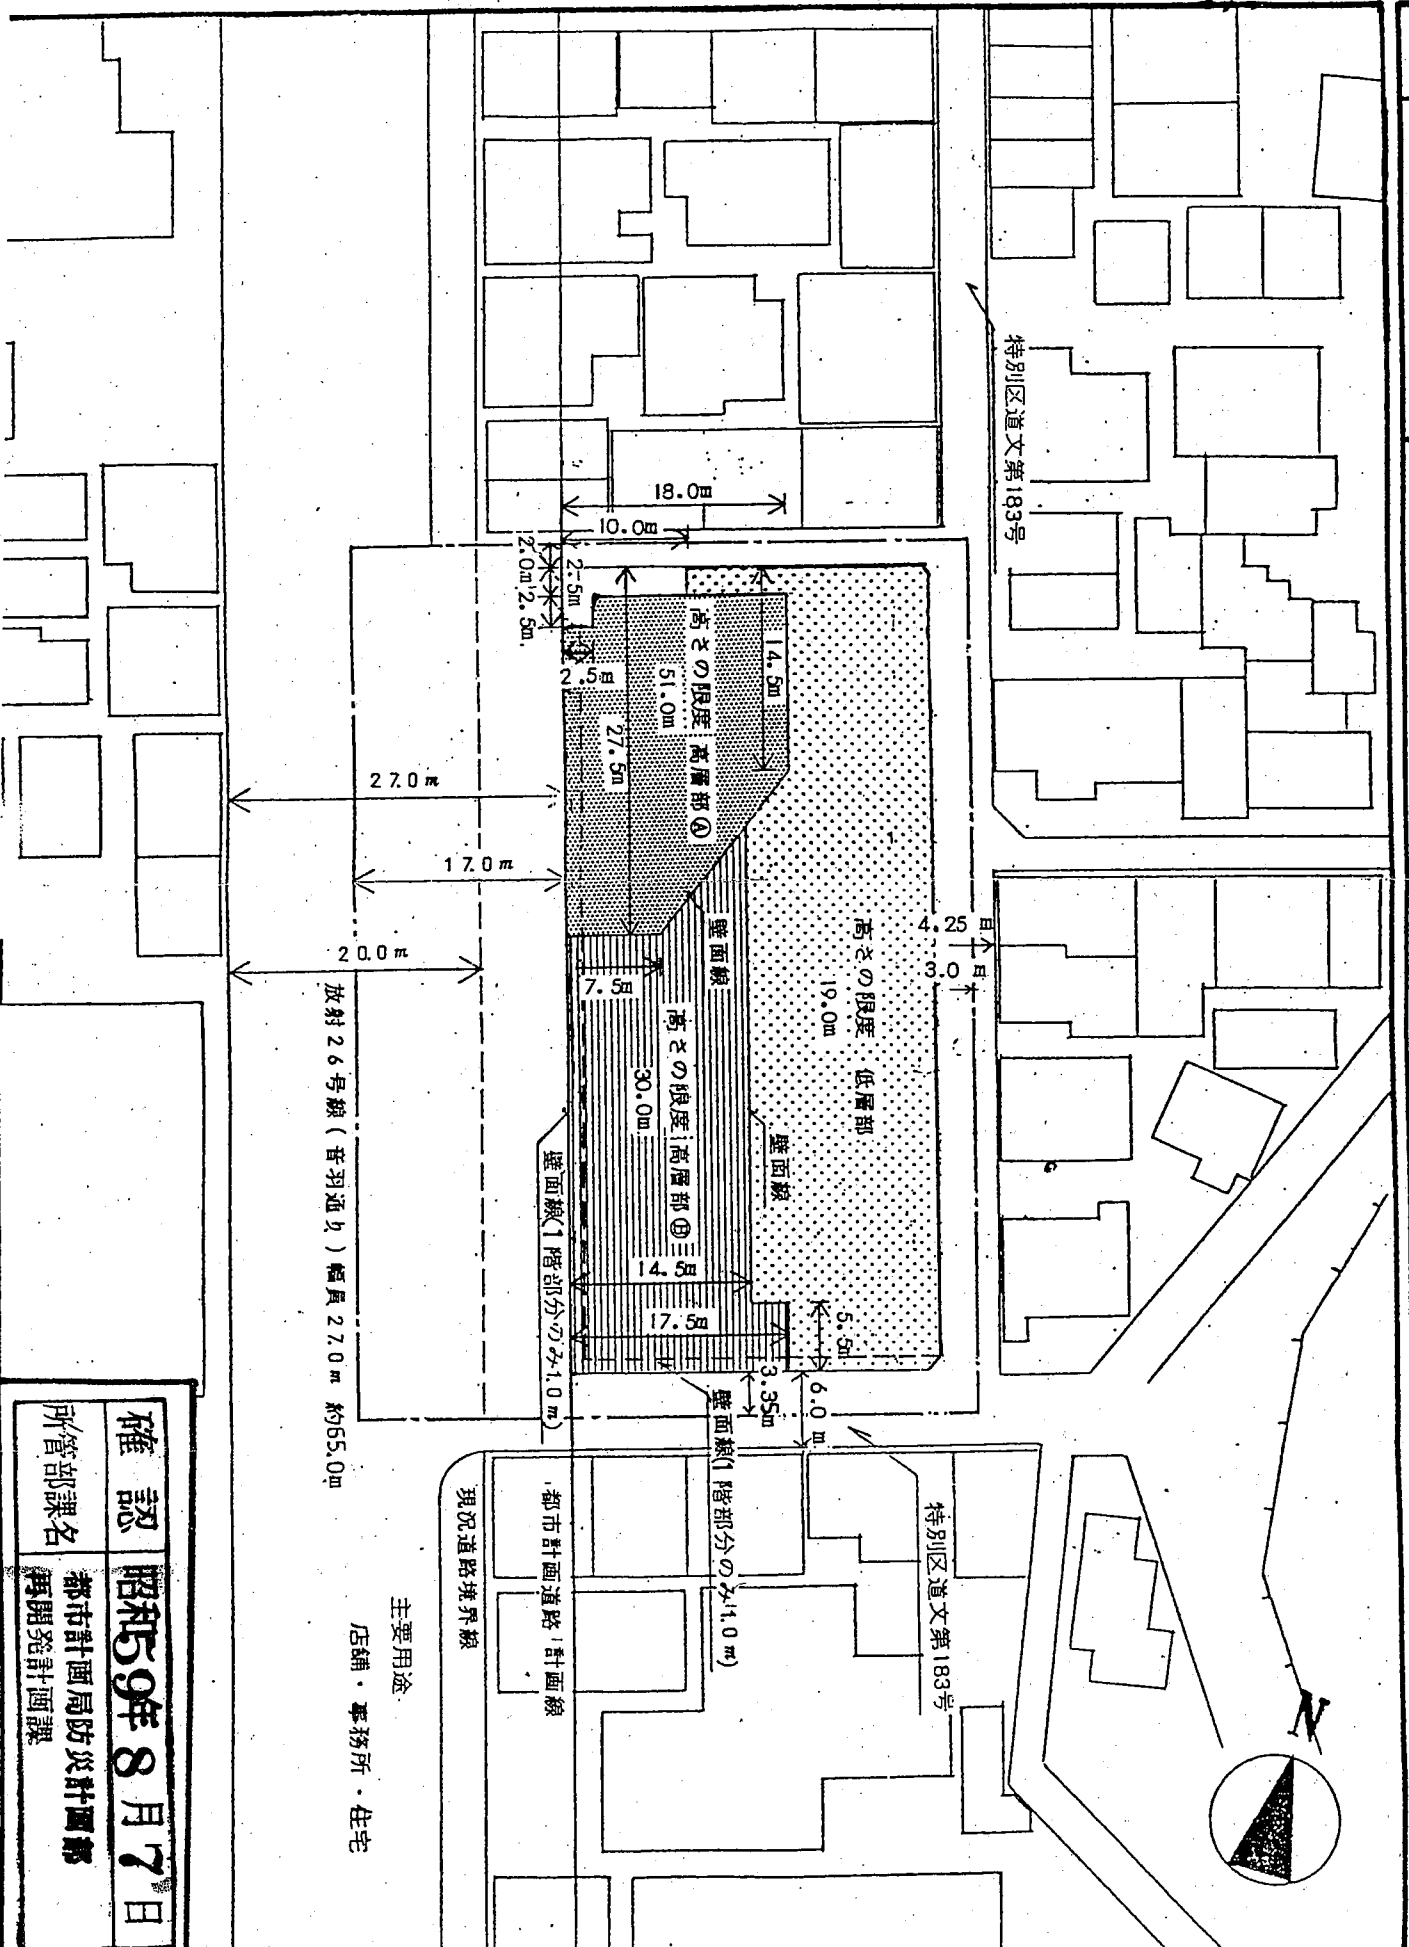 特別区道文第183号
18.0m
10.0m
2.0m
2.5m
2.5m
2.5m
14.5m
高さの限度 高層部Ⓐ
51.0m
27.5m
27.0m
17.0m
20.0m
7.5m
壁面線
高さの限度 低層部
19.0m
4.25m
3.0m
高さの限度 高層部Ⓑ
30.0m
壁面線
14.5m
17.5m
5.5m
3.35m
6.0m
壁面線(1階部分のみ1.0m)
壁面線(1階部分のみ1.0m)
放射26号線(音羽通り)幅員27.0m 約65.0m
特別区道文第183号
都市計画道路計画線
現況道路境界線
主要用途
店舗・事務所・住宅
N
確認 昭和59年8月7日
所管部課名 都市計画局防災計画部
再開発計画課